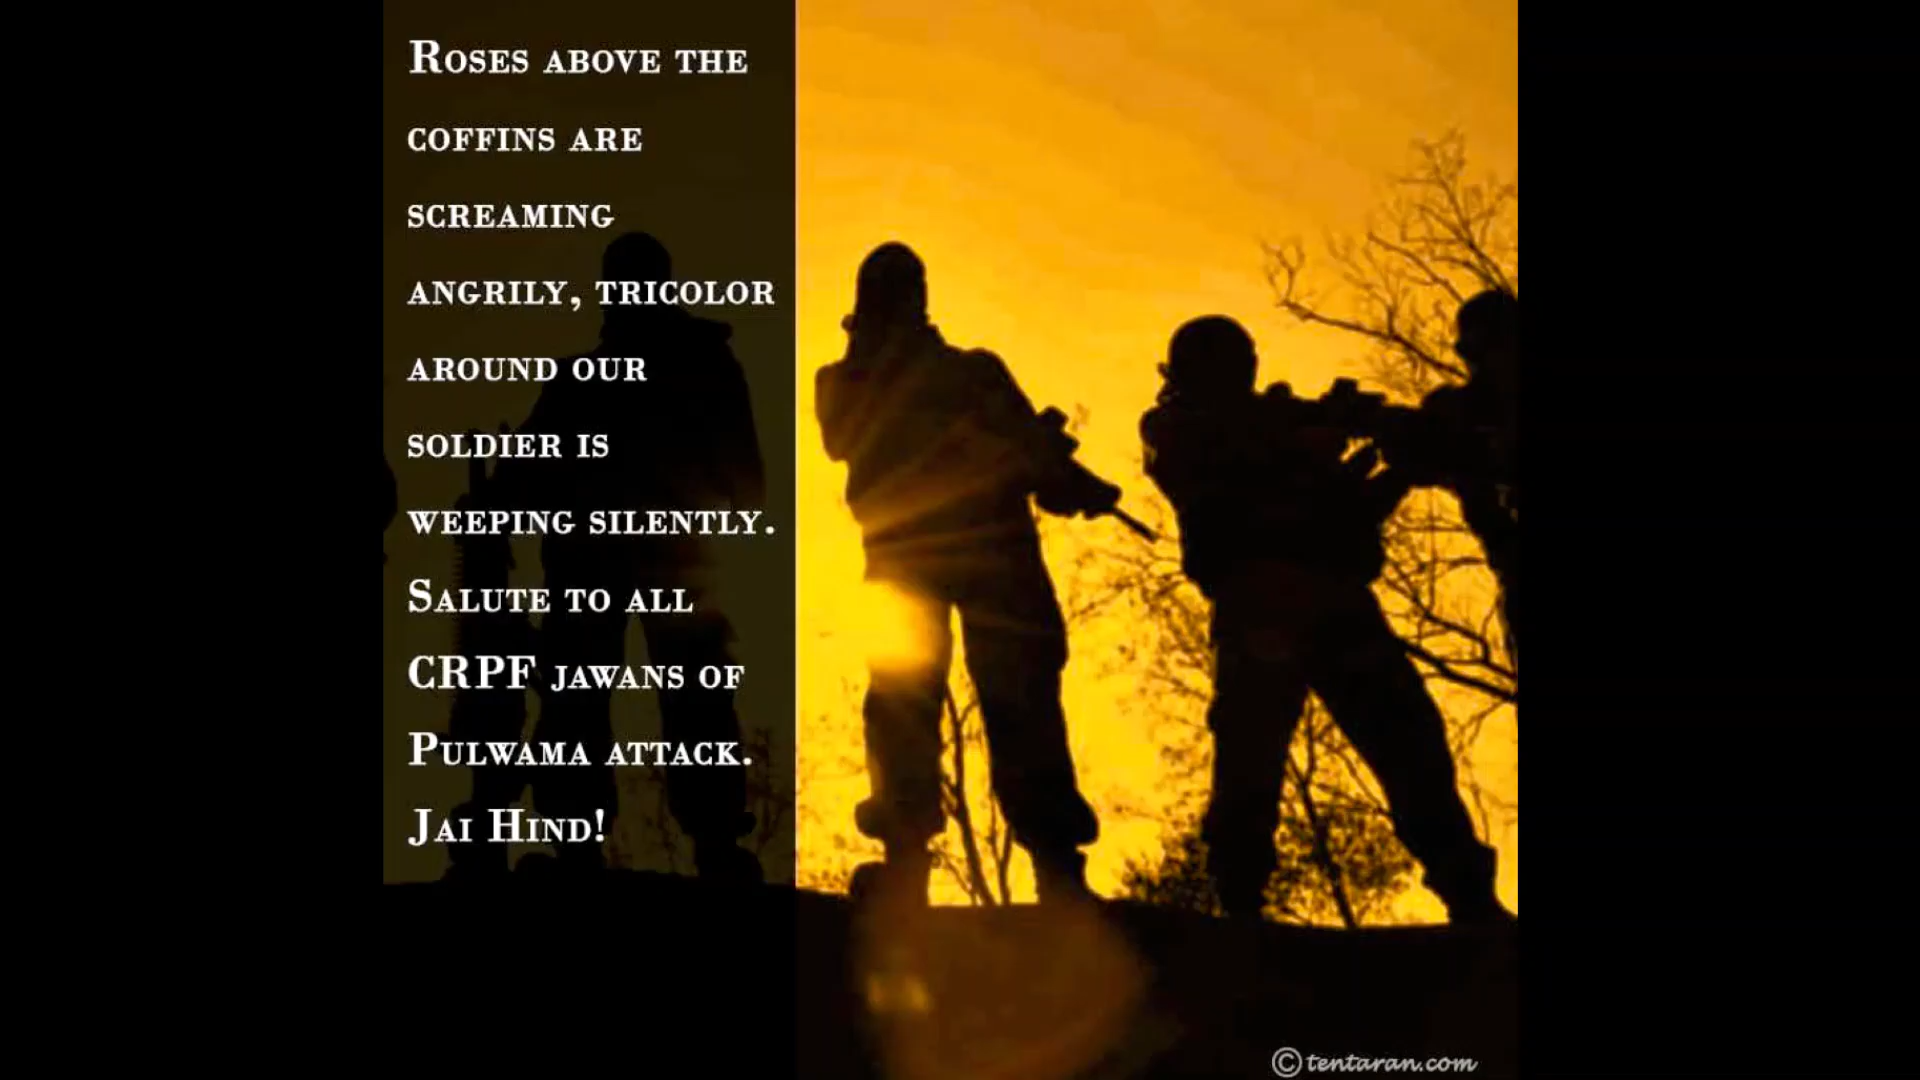 Roses above the
coffins are
screaming
angrily, tricolor
around our
soldier is
weeping silently.
Salute to all
CRPF jawans of
Pulwama attack.
Jai Hind!
©tentaran.com